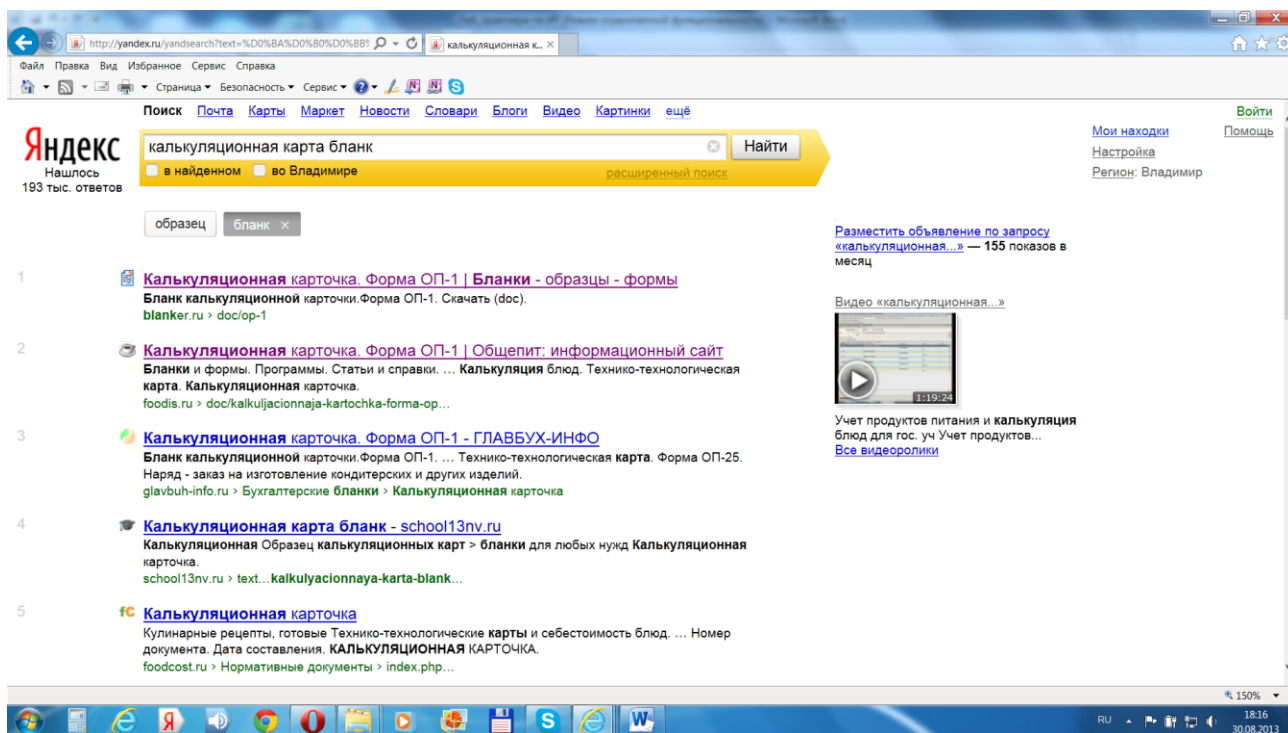 http://yandex.ru/yandsearch?text=%D0%BA%D0%B0%D0%BB%
калькуляционная к...
Файл Правка Вид Избранное Сервис Справка
Страница Безопасность Сервис
Поиск Почта Карты Маркет Новости Словари Блоги Видео Картинки ещё
Войти
Яндекс
Нашлось
193 тыс. ответов
калькуляционная карта бланк
Найти
в найденном во Владимире расширенный поиск
Мои находки Помощь
Настройка
Регион: Владимир
образец бланк
1
Калькуляционная карточка. Форма ОП-1 | Бланки - образцы - формы
Бланк калькуляционной карточки.Форма ОП-1. Скачать (doc).
blanker.ru > doc/op-1
2
Калькуляционная карточка. Форма ОП-1 | Общепит: информационный сайт
Бланки и формы. Программы. Статьи и справки. ... Калькуляция блюд. Технико-технологическая
карта. Калькуляционная карточка.
foodis.ru > doc/kalkuljacionnaja-kartochka-forma-op...
3
Калькуляционная карточка. Форма ОП-1 - ГЛАВБУХ-ИНФО
Бланк калькуляционной карточки.Форма ОП-1. ... Технико-технологическая карта. Форма ОП-25.
Наряд - заказ на изготовление кондитерских и других изделий.
glavbuh-info.ru > Бухгалтерские бланки > Калькуляционная карточка
4
Калькуляционная карта бланк - school13nv.ru
Калькуляционная Образец калькуляционных карт > бланки для любых нужд Калькуляционная
карточка.
school13nv.ru > text...kalkulyacionnaya-karta-blank...
5
Калькуляционная карточка
Кулинарные рецепты, готовые Технико-технологические карты и себестоимость блюд. ... Номер
документа. Дата составления. КАЛЬКУЛЯЦИОННАЯ КАРТОЧКА.
foodcost.ru > Нормативные документы > index.php...
Разместить объявление по запросу
«калькуляционная...» — 155 показов в
месяц
Видео «калькуляционная...»
1:19:24
Учет продуктов питания и калькуляция
блюд для гос. уч Учет продуктов...
Все видеоролики
150%
RU
18:16
30.08.2013